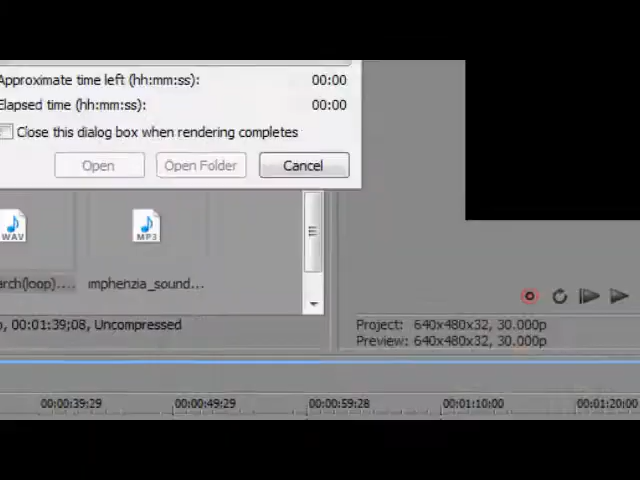 Approximate time left (hh:mm:ss): 00:00
Elapsed time (hh:mm:ss): 00:00
Close this dialog box when rendering completes
Open Open Folder Cancel
WAV MP3
arch(loop).... imphenzia_sound...
, 00:01:39;08, Uncompressed
Project: 640x480x32, 30.000p
Preview: 640x480x32, 30.000p
00:00:39;29 00:00:49;29 00:00:59;28 00:01:10;00 00:01:20;00